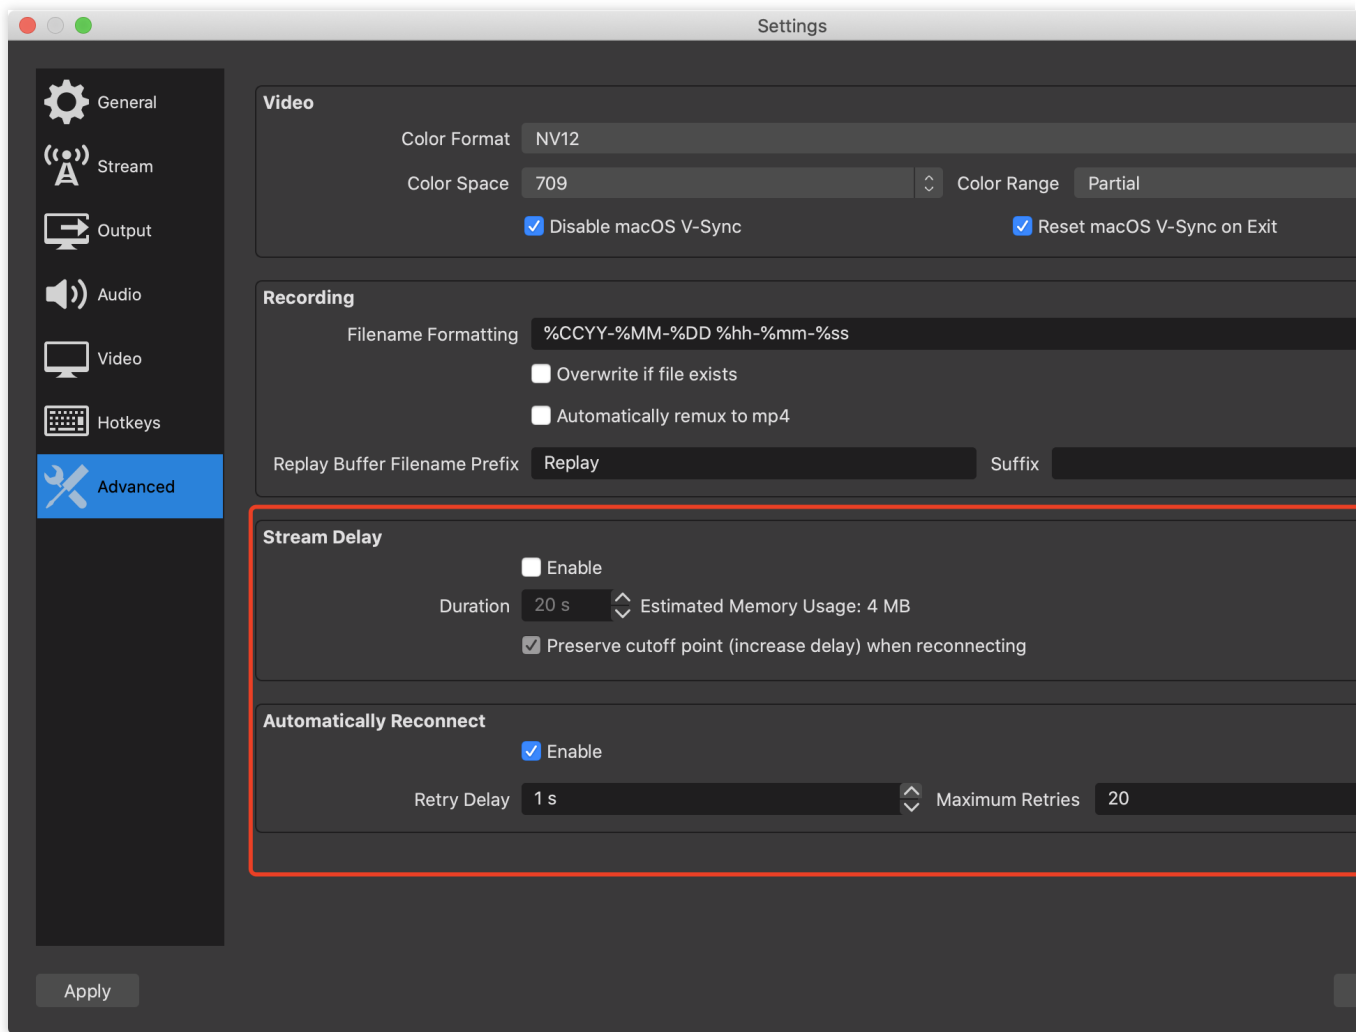 Settings
General
Stream
Output
Audio
Video
Hotkeys
Advanced
Video
Color Format NV12
Color Space 709 Color Range Partial
Disable macOS V-Sync Reset macOS V-Sync on Exit
Recording
Filename Formatting %CCYY-%MM-%DD %hh-%mm-%ss
Overwrite if file exists
Automatically remux to mp4
Replay Buffer Filename Prefix Replay Suffix
Stream Delay
Enable
Duration 20 s Estimated Memory Usage: 4 MB
Preserve cutoff point (increase delay) when reconnecting
Automatically Reconnect
Enable
Retry Delay 1 s Maximum Retries 20
Apply